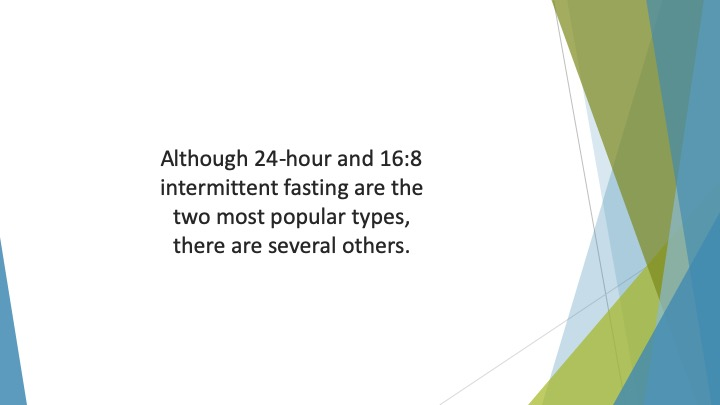 Although 24-hour and 16:8
intermittent fasting are the
two most popular types,
there are several others.